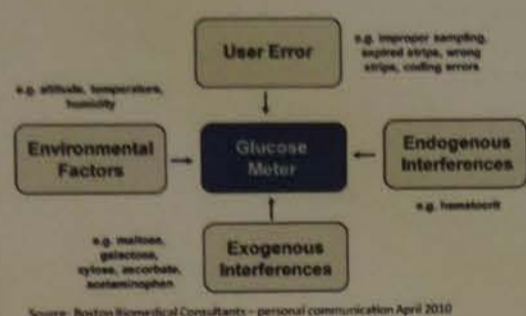 User Error
e.g. improper sampling,
expired strips, wrong
strips, coding errors
e.g. altitude, temperature,
humidity
Environmental
Factors
Glucose
Meter
Endogenous
Interferences
e.g. hematocrit
e.g. maltose,
galactose,
xylose, ascorbate,
acetaminophen
Exogenous
Interferences
Source: Boston Biomedical Consultants – personal communication April 2010